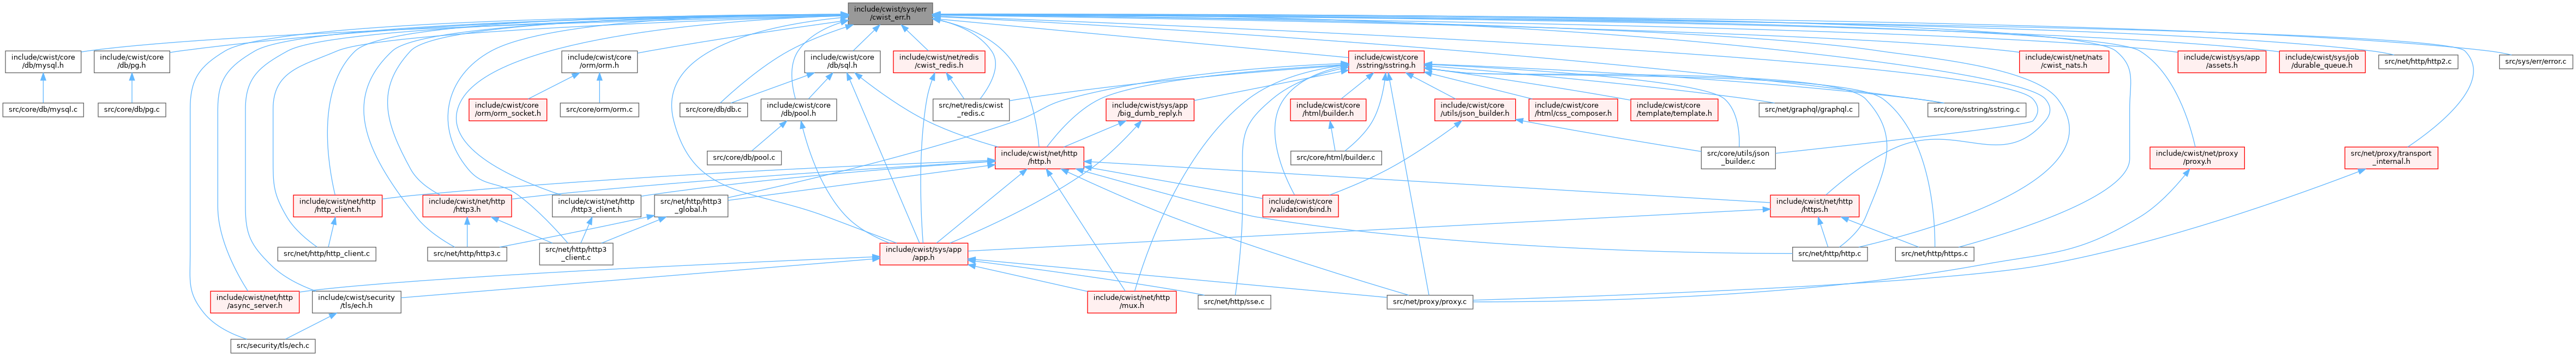 include/cwist/sys/err
/cwist_err.h
include/cwist/core
/db/mysql.h
include/cwist/core
/db/pg.h
include/cwist/core
/orm/orm.h
include/cwist/core
/db/sql.h
include/cwist/net/redis
/cwist_redis.h
include/cwist/core
/sstring/sstring.h
include/cwist/net/nats
/cwist_nats.h
include/cwist/sys/app
/assets.h
include/cwist/sys/job
/durable_queue.h
src/net/http/http2.c
src/sys/err/error.c
src/core/db/mysql.c
src/core/db/pg.c
include/cwist/core
/orm/orm_socket.h
src/core/orm/orm.c
src/core/db/db.c
include/cwist/core
/db/pool.h
src/net/redis/cwist
_redis.c
include/cwist/sys/app
/big_dumb_reply.h
include/cwist/core
/html/builder.h
include/cwist/core
/utils/json_builder.h
include/cwist/core
/html/css_composer.h
include/cwist/core
/template/template.h
src/net/graphql/graphql.c
src/core/sstring/sstring.c
src/core/db/pool.c
include/cwist/net/http
/http.h
src/core/html/builder.c
src/core/utils/json
_builder.c
include/cwist/net/proxy
/proxy.h
src/net/proxy/transport
_internal.h
include/cwist/net/http
/http_client.h
include/cwist/net/http
/http3.h
include/cwist/net/http
/http3_client.h
src/net/http/http3
_global.h
include/cwist/core
/validation/bind.h
include/cwist/net/http
/https.h
src/net/http/http_client.c
src/net/http/http3.c
src/net/http/http3
_client.c
include/cwist/sys/app
/app.h
src/net/http/http.c
src/net/http/https.c
include/cwist/net/http
/async_server.h
include/cwist/security
/tls/ech.h
include/cwist/net/http
/mux.h
src/net/http/sse.c
src/net/proxy/proxy.c
src/security/tls/ech.c